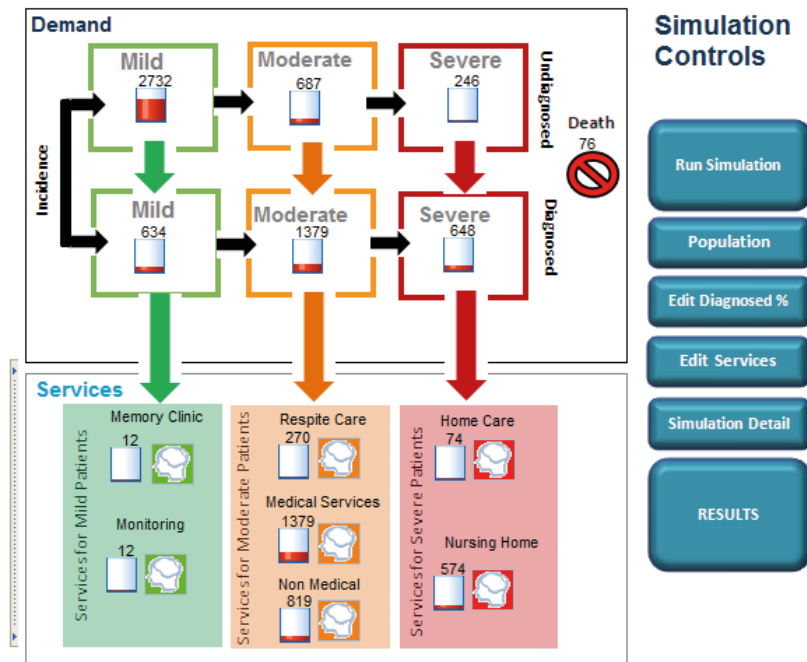 Demand
Mild
2732
Moderate
687
Severe
246
Undiagnosed
Death
76
Incidence
Mild
634
Moderate
1379
Severe
648
Diagnosed
Services
Services for Mild Patients
Memory Clinic
12
Monitoring
12
Services for Moderate Patients
Respite Care
270
Medical Services
1379
Non Medical
819
Services for Severe Patients
Home Care
74
Nursing Home
574
Simulation
Controls
Run Simulation
Population
Edit Diagnosed %
Edit Services
Simulation Detail
RESULTS